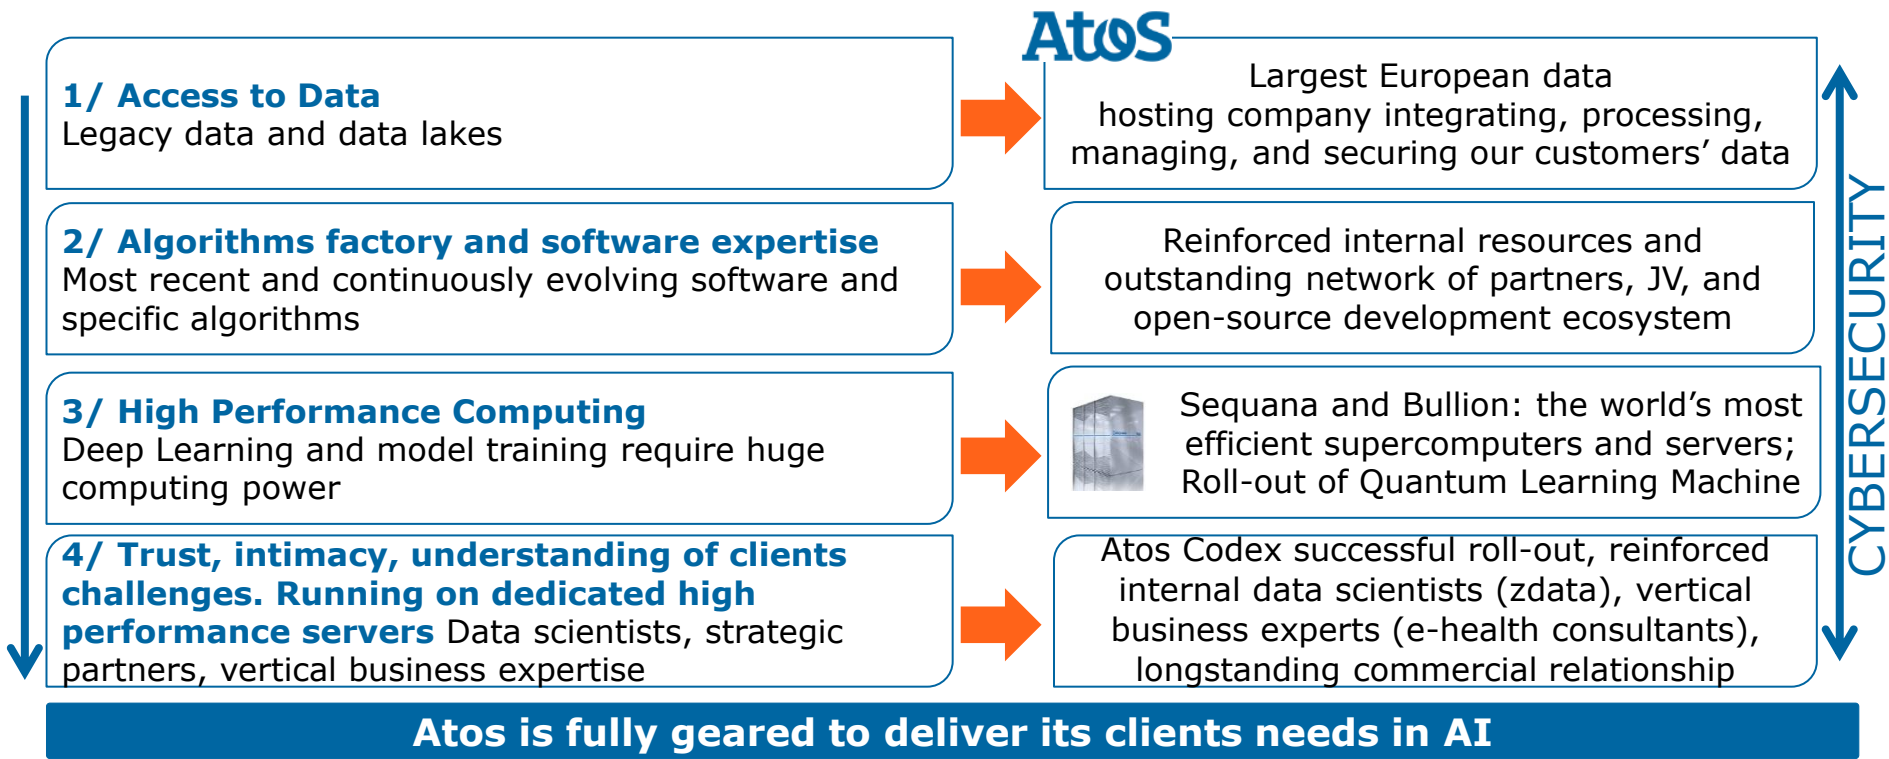 Atos
1/ Access to Data
Legacy data and data lakes
Largest European data
hosting company integrating, processing,
managing, and securing our customers’ data
2/ Algorithms factory and software expertise
Most recent and continuously evolving software and
specific algorithms
Reinforced internal resources and
outstanding network of partners, JV, and
open-source development ecosystem
3/ High Performance Computing
Deep Learning and model training require huge
computing power
Sequana and Bullion: the world’s most
efficient supercomputers and servers;
Roll-out of Quantum Learning Machine
4/ Trust, intimacy, understanding of clients
challenges. Running on dedicated high
performance servers Data scientists, strategic
partners, vertical business expertise
Atos Codex successful roll-out, reinforced
internal data scientists (zdata), vertical
business experts (e-health consultants),
longstanding commercial relationship
CYBERSECURITY
Atos is fully geared to deliver its clients needs in AI